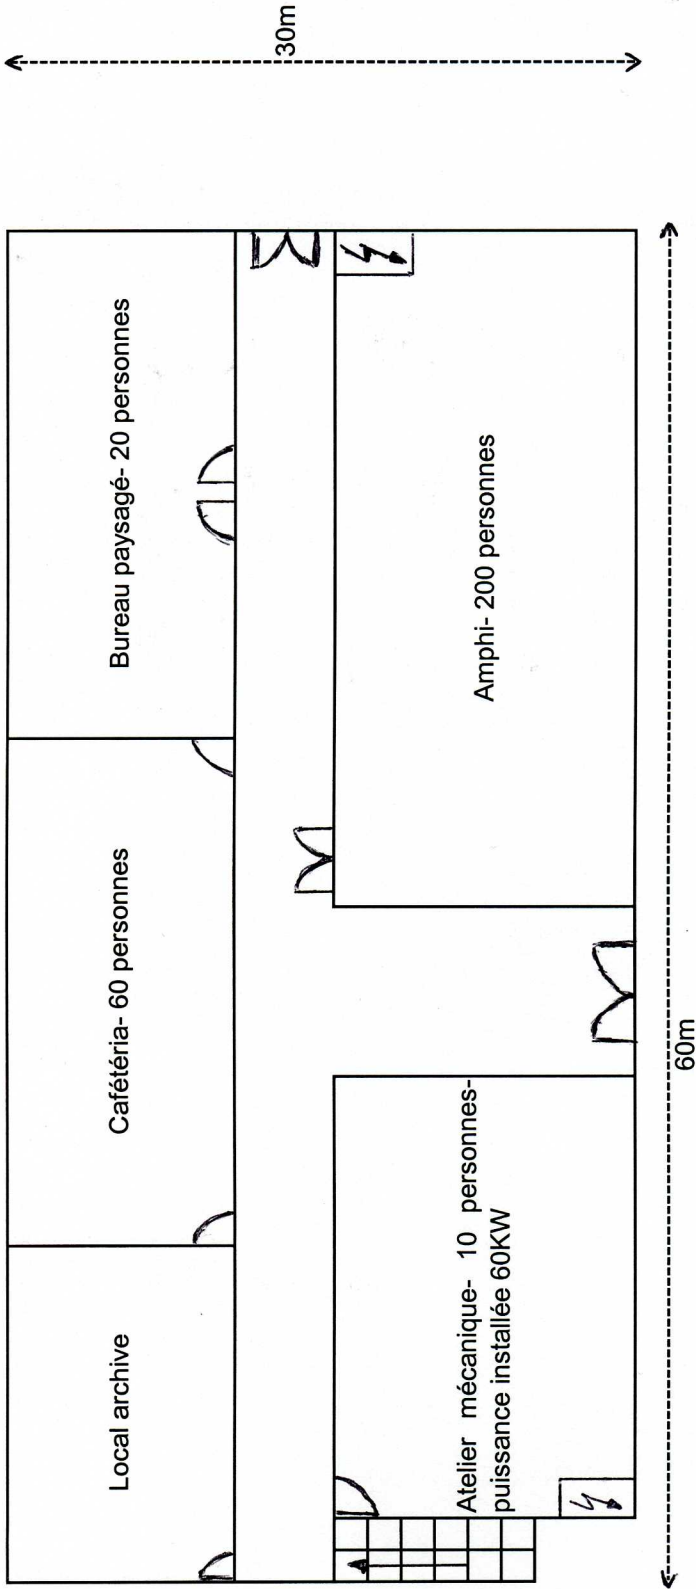 Local archive
Cafétéria- 60 personnes
Bureau paysagé- 20 personnes
30m
Atelier mécanique- 10 personnes-
puissance installée 60KW
Amphi- 200 personnes
60m